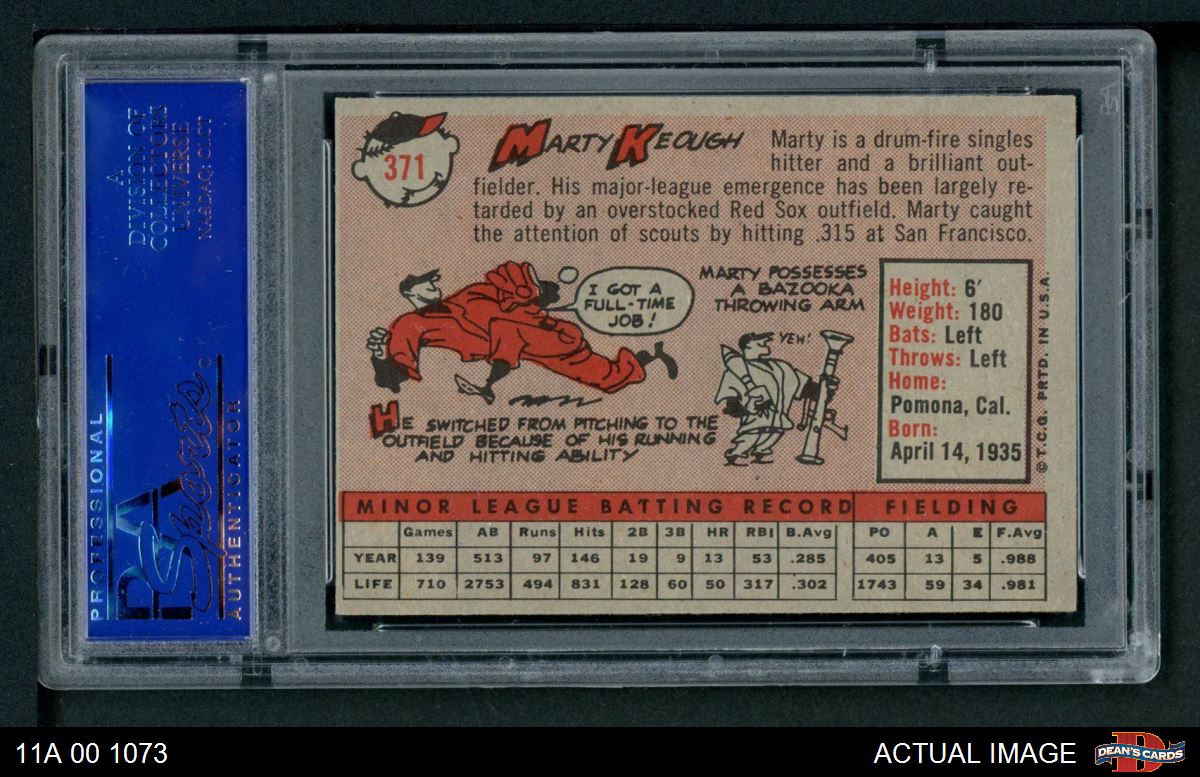 A
DIVISION OF
COLLECTORS
UNIVERSE
NASDAQ: CLCT
PROFESSIONAL
PSA
Sports
AUTHENTICATOR
371
MARTY KEOUGH
Marty is a drum-fire singles
hitter and a brilliant out-
fielder. His major-league emergence has been largely re-
tarded by an overstocked Red Sox outfield. Marty caught
the attention of scouts by hitting .315 at San Francisco.
I GOT A
FULL-TIME
JOB!
HE SWITCHED FROM PITCHING TO THE
OUTFIELD BECAUSE OF HIS RUNNING
AND HITTING ABILITY
MARTY POSSESSES
A BAZOOKA
THROWING ARM
YEH!
Height: 6'
Weight: 180
Bats: Left
Throws: Left
Home:
Pomona, Cal.
Born:
April 14, 1935
© T.C.G. PRTD. IN U.S.A.
MINOR LEAGUE BATTING RECORD FIELDING
Games AB Runs Hits 2B 3B HR RBI B.Avg PO A E F.Avg
YEAR 139 513 97 146 19 9 13 53 .285 405 13 5 .988
LIFE 710 2753 494 831 128 60 50 317 .302 1743 59 34 .981
11A 00 1073
ACTUAL IMAGE
DEAN'S CARDS